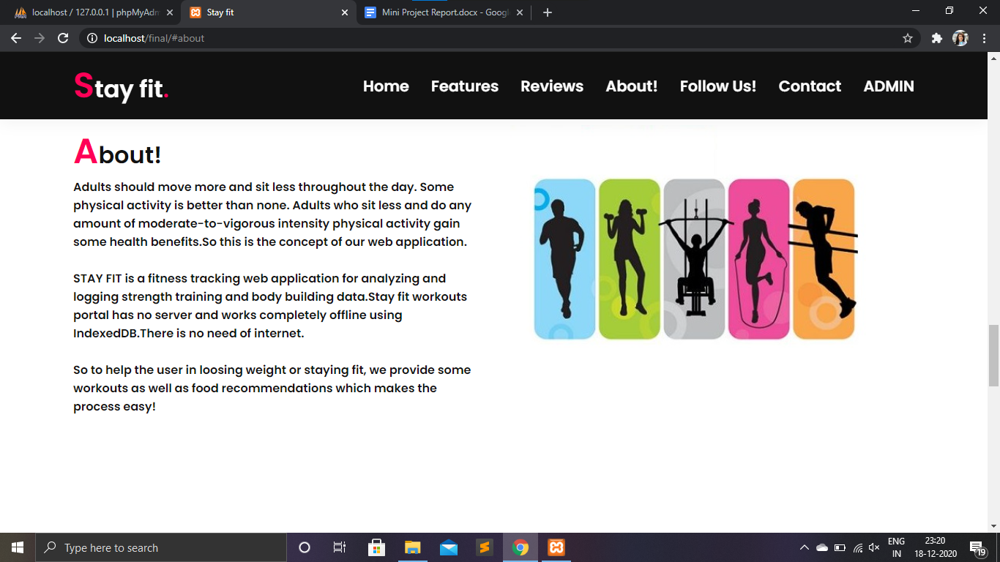 localhost / 127.0.0.1 | phpMyAdm
Stay fit
Mini Project Report.docx - Googl
localhost/final/#about
Stay fit.
Home Features Reviews About! Follow Us! Contact ADMIN
About!
Adults should move more and sit less throughout the day. Some
physical activity is better than none. Adults who sit less and do any
amount of moderate-to-vigorous intensity physical activity gain
some health benefits.So this is the concept of our web application.
STAY FIT is a fitness tracking web application for analyzing and
logging strength training and body building data.Stay fit workouts
portal has no server and works completely offline using
IndexedDB.There is no need of internet.
So to help the user in loosing weight or staying fit, we provide some
workouts as well as food recommendations which makes the
process easy!
Type here to search
ENG
IN
23:20
18-12-2020
19